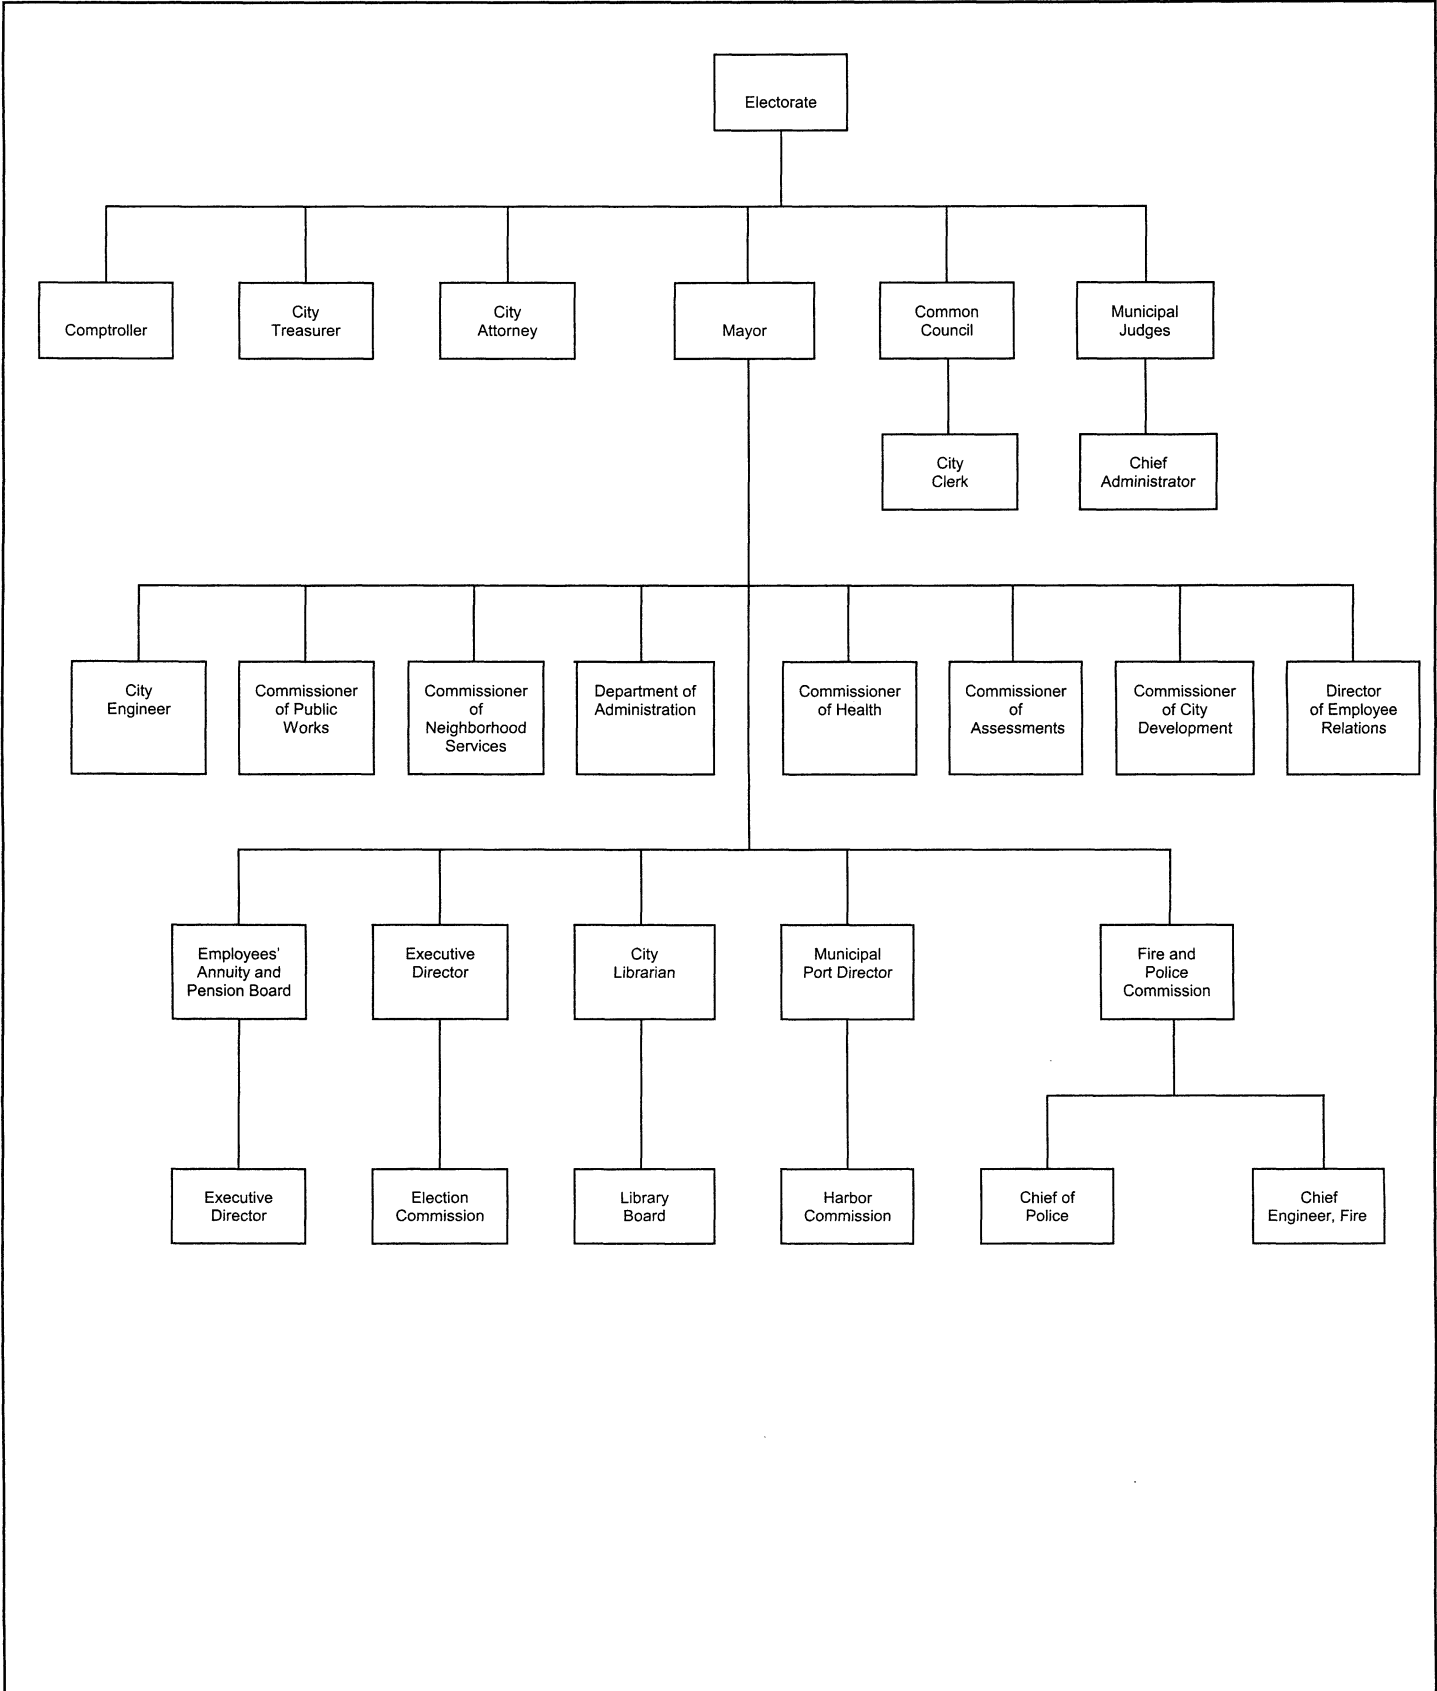 Electorate
Comptroller
City
Treasurer
City
Attorney
Mayor
Common
Council
Municipal
Judges
City
Clerk
Chief
Administrator
City
Engineer
Commissioner
of Public
Works
Commissioner
of
Neighborhood
Services
Department of
Administration
Commissioner
of Health
Commissioner
of
Assessments
Commissioner
of City
Development
Director
of Employee
Relations
Employees'
Annuity and
Pension Board
Executive
Director
City
Librarian
Municipal
Port Director
Fire and
Police
Commission
Executive
Director
Election
Commission
Library
Board
Harbor
Commission
Chief of
Police
Chief
Engineer, Fire